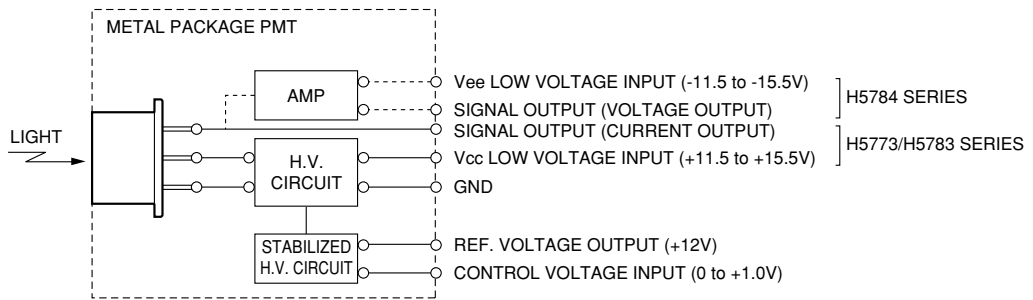 METAL PACKAGE PMT
AMP
Vee LOW VOLTAGE INPUT (-11.5 to -15.5V)
SIGNAL OUTPUT (VOLTAGE OUTPUT)
H5784 SERIES
LIGHT
SIGNAL OUTPUT (CURRENT OUTPUT)
H5773/H5783 SERIES
H.V.
CIRCUIT
Vcc LOW VOLTAGE INPUT (+11.5 to +15.5V)
GND
STABILIZED
H.V. CIRCUIT
REF. VOLTAGE OUTPUT (+12V)
CONTROL VOLTAGE INPUT (0 to +1.0V)